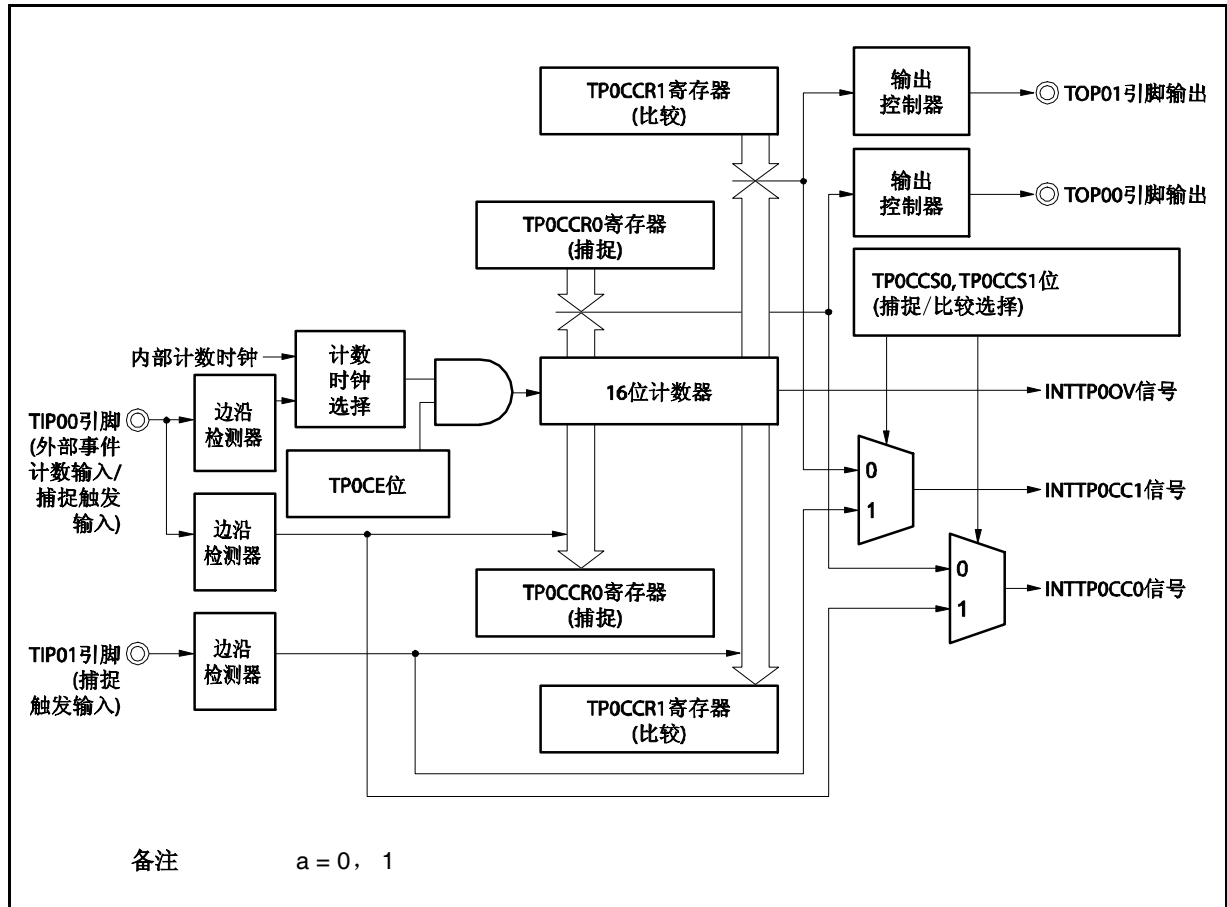 TP0CCR1寄存器
(比较)
输出
控制器
TOP01引脚输出
输出
控制器
TOP00引脚输出
TP0CCR0寄存器
(捕捉)
TP0CCS0, TP0CCS1位
(捕捉/比较选择)
内部计数时钟
计数
时钟
选择
16位计数器
INTTP0OV信号
TIP00引脚
(外部事件
计数输入/
捕捉触发
输入)
边沿
检测器
TP0CE位
0
1
INTTP0CC1信号
边沿
检测器
0
1
INTTP0CC0信号
TP0CCR0寄存器
(捕捉)
TIP01引脚
(捕捉
触发输入)
边沿
检测器
TP0CCR1寄存器
(比较)
备注 a = 0， 1